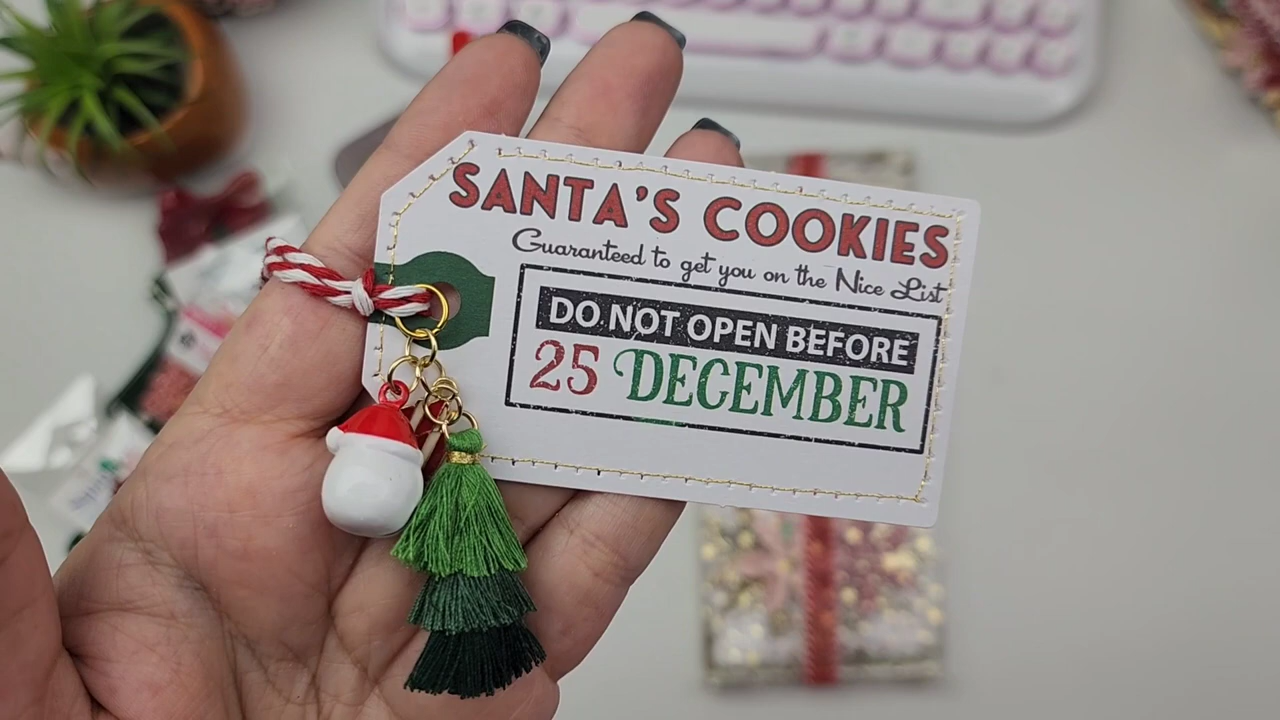 SANTA'S COOKIES
Guaranteed to get you on the Nice List
DO NOT OPEN BEFORE
25 DECEMBER